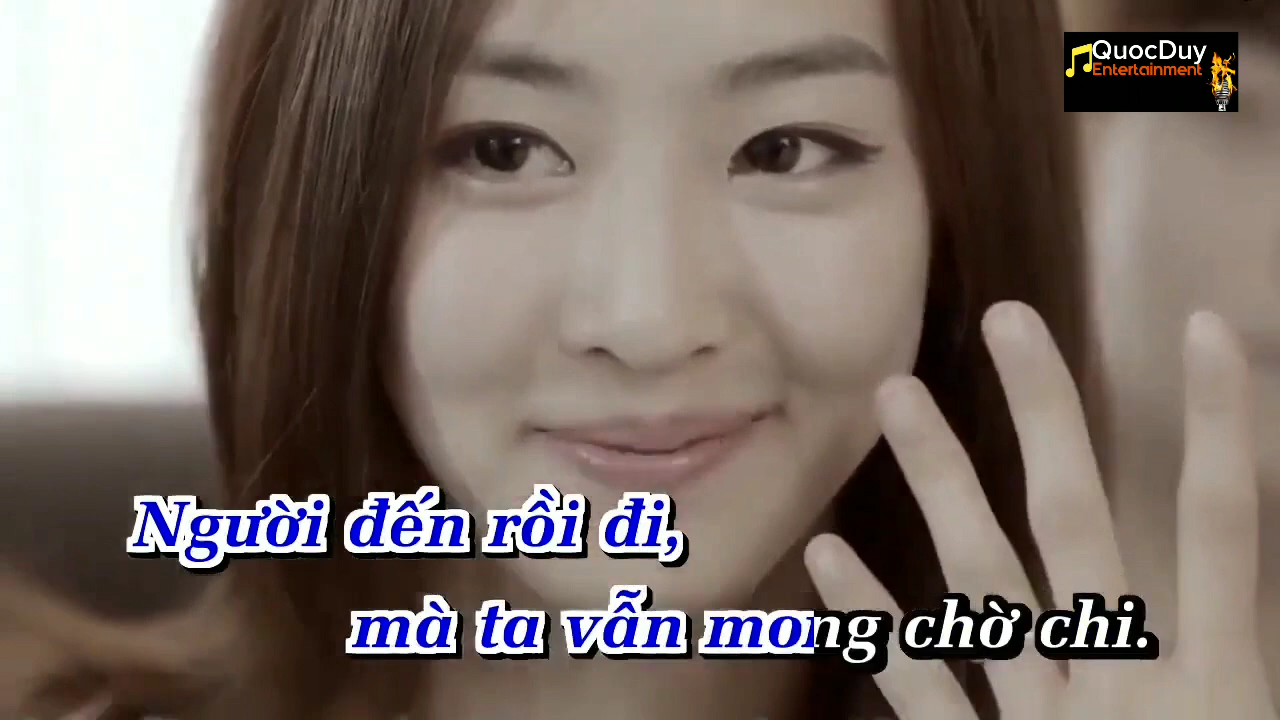 QuocDuy
Entertainment
Người đến rồi đi,
mà ta vẫn mong chờ chi.